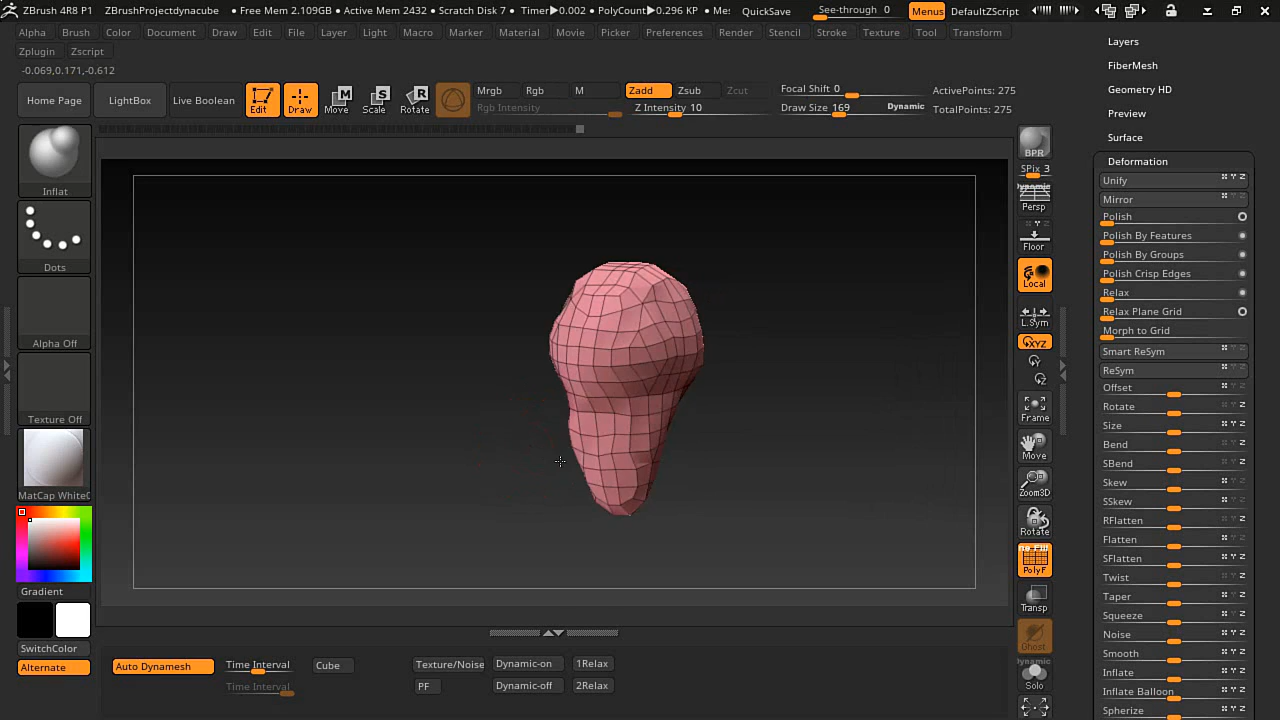 ZBrush 4R8 P1 ZBrushProjectdynacube • Free Mem 2.109GB • Active Mem 2432 • Scratch Disk 7 • Timer▶0.002 • PolyCount▶0.296 KP • Me: QuickSave See-through 0 Menus DefaultZScript
Alpha Brush Color Document Draw Edit File Layer Light Macro Marker Material Movie Picker Preferences Render Stencil Stroke Texture Tool Transform
Zplugin Zscript
-0.069,0.171,-0.612
Home Page LightBox Live Boolean Edit Draw Move Scale Rotate
M S R
Mrgb Rgb M Zadd Zsub Zcut Focal Shift 0 ActivePoints: 275
Rgb Intensity Z Intensity 10 Draw Size 169 Dynamic TotalPoints: 275
Inflat
Dots
Alpha Off
Texture Off
MatCap WhiteC
Gradient
SwitchColor
Alternate
BPR
SPix 3
Dynamic
Persp
Floor
Local
L.Sym
XYZ
Y
Z
Frame
Move
Zoom3D
Rotate
PolyF
Transp
Ghost
Dynamic
Solo
Layers
FiberMesh
Geometry HD
Preview
Surface
Deformation
Unify
Mirror
Polish
Polish By Features
Polish By Groups
Polish Crisp Edges
Relax
Relax Plane Grid
Morph to Grid
Smart ReSym
ReSym
Offset
Rotate
Size
Bend
SBend
Skew
SSkew
RFlatten
Flatten
SFlatten
Twist
Taper
Squeeze
Noise
Smooth
Inflate
Inflate Balloon
Spherize
Auto Dynamesh Time Interval Cube Texture/Noise Dynamic-on 1Relax
Time Interval PF Dynamic-off 2Relax